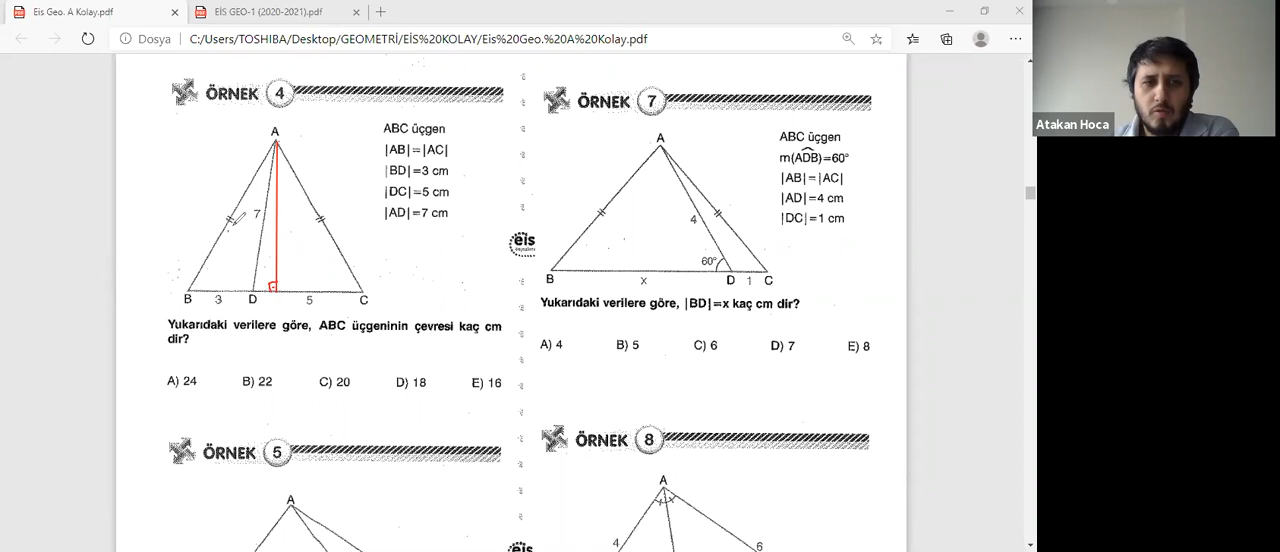 Eis Geo. A Kolay.pdf
EİS GEO-1 (2020-2021).pdf
Dosya
C:/Users/TOSHIBA/Desktop/GEOMETRİ/EİS%20KOLAY/Eis%20Geo.%20A%20Kolay.pdf
Atakan Hoca
ÖRNEK 4
A
7
B 3 D 5 C
ABC üçgen
|AB|=|AC|
|BD|=3 cm
|DC|=5 cm
|AD|=7 cm
Yukarıdaki verilere göre, ABC üçgeninin çevresi kaç cm
dir?
A) 24 B) 22 C) 20 D) 18 E) 16
ÖRNEK 5
A
eis
eis
ÖRNEK 7
A
4
60°
B x D 1 C
ABC üçgen
m(ADB)=60°
|AB|=|AC|
|AD|=4 cm
|DC|=1 cm
Yukarıdaki verilere göre, |BD|=x kaç cm dir?
A) 4 B) 5 C) 6 D) 7 E) 8
ÖRNEK 8
A
4 6